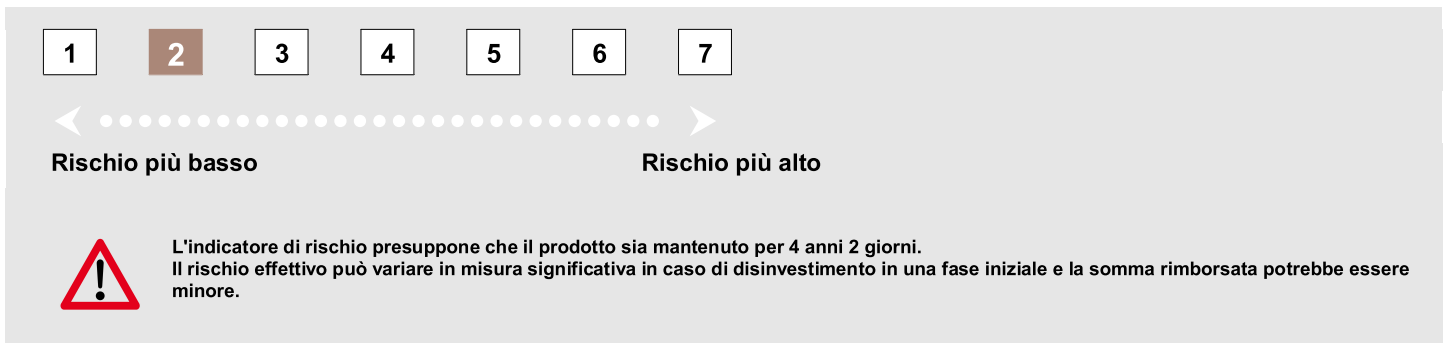 1 2 3 4 5 6 7
Rischio più basso Rischio più alto
L'indicatore di rischio presuppone che il prodotto sia mantenuto per 4 anni 2 giorni.
Il rischio effettivo può variare in misura significativa in caso di disinvestimento in una fase iniziale e la somma rimborsata potrebbe essere
minore.